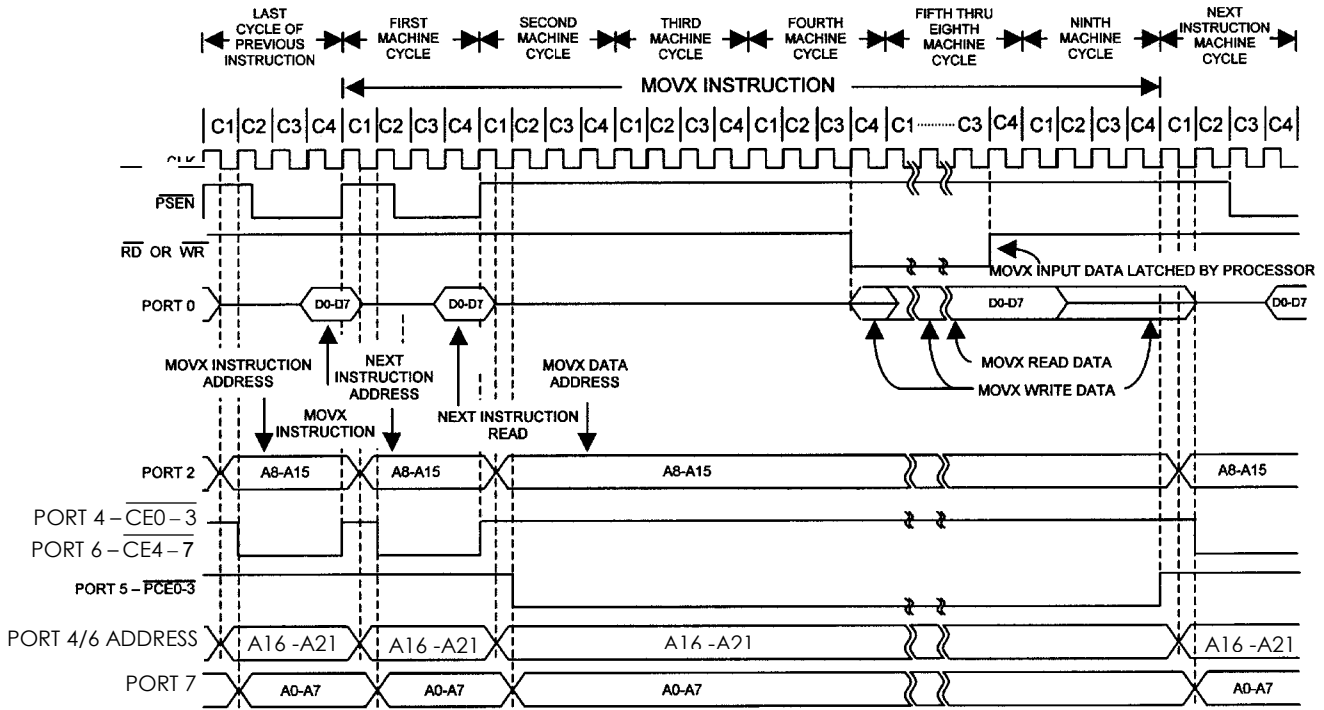 LAST CYCLE OF PREVIOUS INSTRUCTION
FIRST MACHINE CYCLE
SECOND MACHINE CYCLE
THIRD MACHINE CYCLE
FOURTH MACHINE CYCLE
FIFTH THRU EIGHTH MACHINE CYCLE
NINTH MACHINE CYCLE
NEXT INSTRUCTION MACHINE CYCLE
MOVX INSTRUCTION
C1 C2 C3 C4 C1 C2 C3 C4 C1 C2 C3 C4 C1 C2 C3 C4 C1 C2 C3 C4 C1 ........ C3 C4 C1 C2 C3 C4 C1 C2 C3 C4
CLK
PSEN
RD OR WR
MOVX INPUT DATA LATCHED BY PROCESSOR
PORT 0
D0-D7
D0-D7
D0-D7
D0-D7
MOVX INSTRUCTION ADDRESS
NEXT INSTRUCTION ADDRESS
MOVX DATA ADDRESS
MOVX READ DATA
MOVX WRITE DATA
MOVX INSTRUCTION
NEXT INSTRUCTION READ
PORT 2
A8-A15
A8-A15
A8-A15
A8-A15
PORT 4 – CE0 – 3
PORT 6 – CE4 – 7
PORT 5 – PCE0-3
PORT 4/6 ADDRESS
A16 -A21
A16 -A21
A16 -A21
A16 -A21
PORT 7
A0-A7
A0-A7
A0-A7
A0-A7